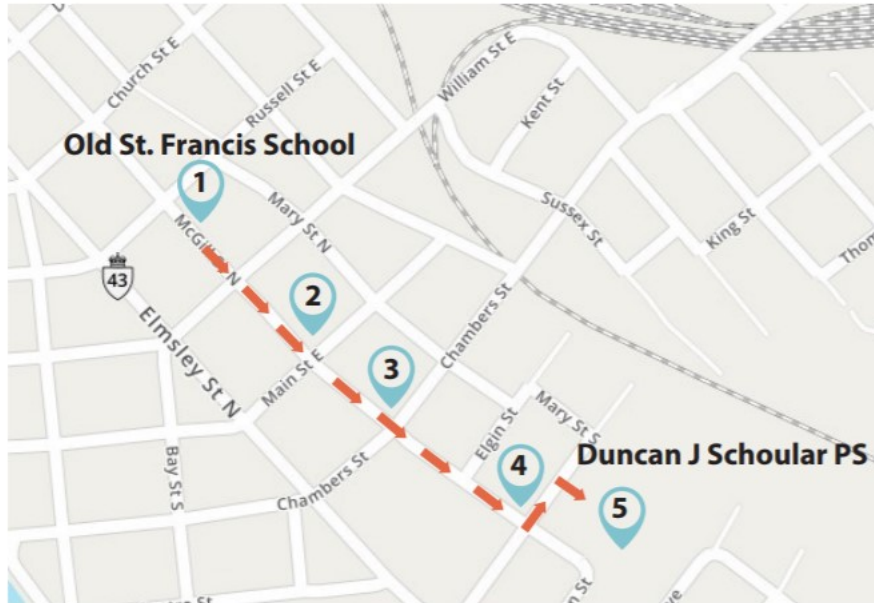 Church St E
Russell St E
William St E
Kent St
Old St. Francis School
1
Mary St N
Sussex St
King St
43
2
Elmsley St N
Main St E
3
Chambers St
Elgin St
Mary St S
Bay St S
Chambers St
4
Duncan J Schoular PS
5